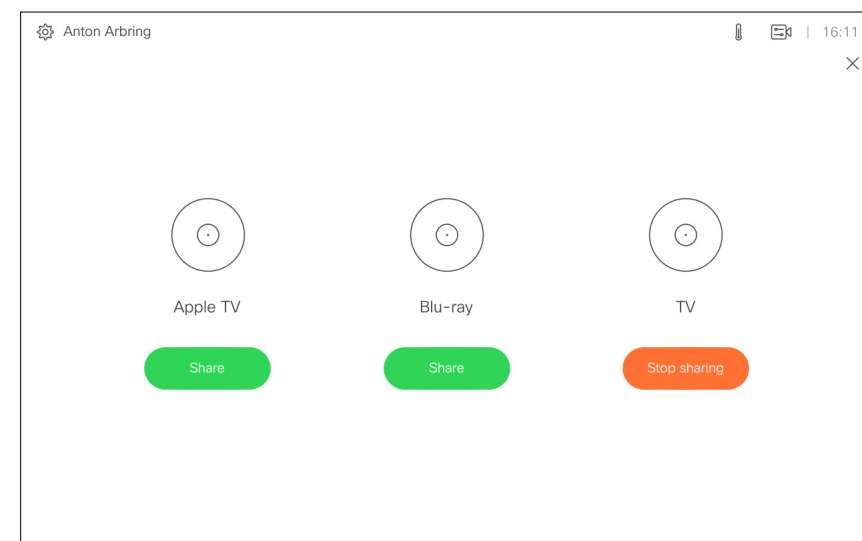 Anton Arbring
16:11
Apple TV
Blu-ray
TV
Share
Share
Stop sharing